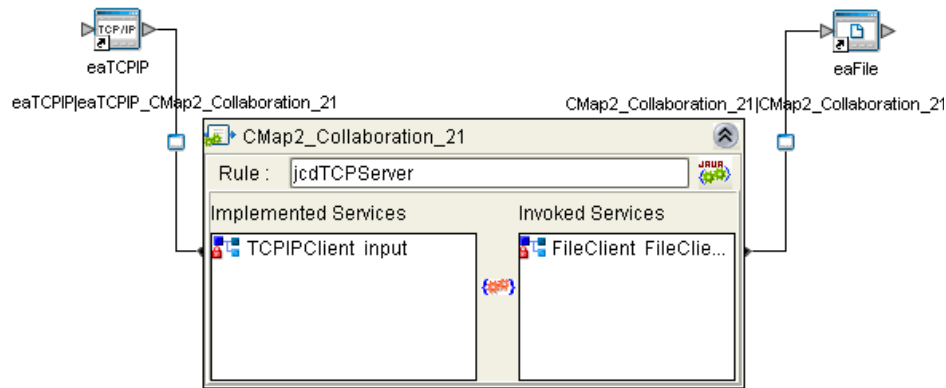 TCP/IP
eaTCPIP
eaFile
eaTCPIP|eaTCPIP_CMap2_Collaboration_21
CMap2_Collaboration_21|CMap2_Collaboration_21
CMap2_Collaboration_21
Rule : jcdTCPServer
JAVA
Implemented Services
Invoked Services
TCPIPClient input
FileClient FileClie...